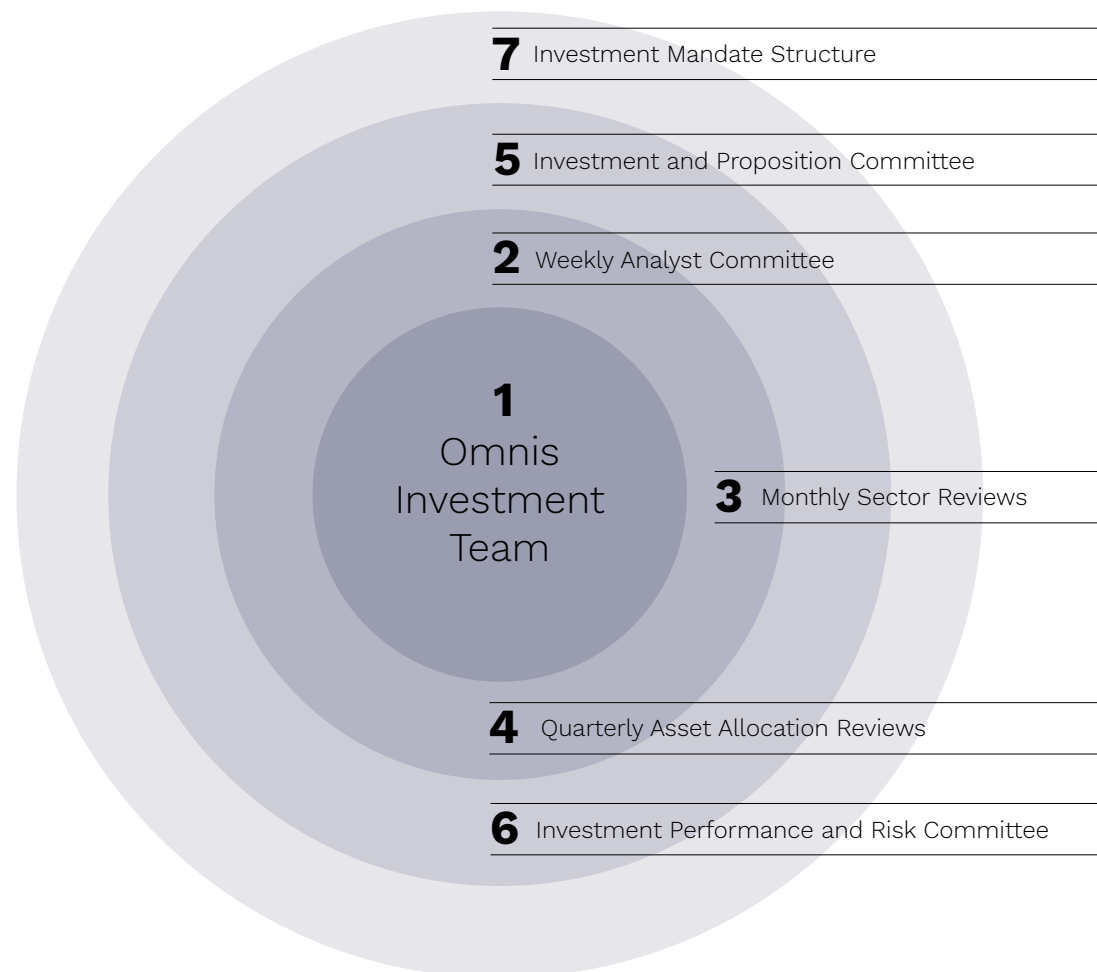 7 Investment Mandate Structure
5 Investment and Proposition Committee
2 Weekly Analyst Committee
1
Omnis
Investment
Team
3 Monthly Sector Reviews
4 Quarterly Asset Allocation Reviews
6 Investment Performance and Risk Committee